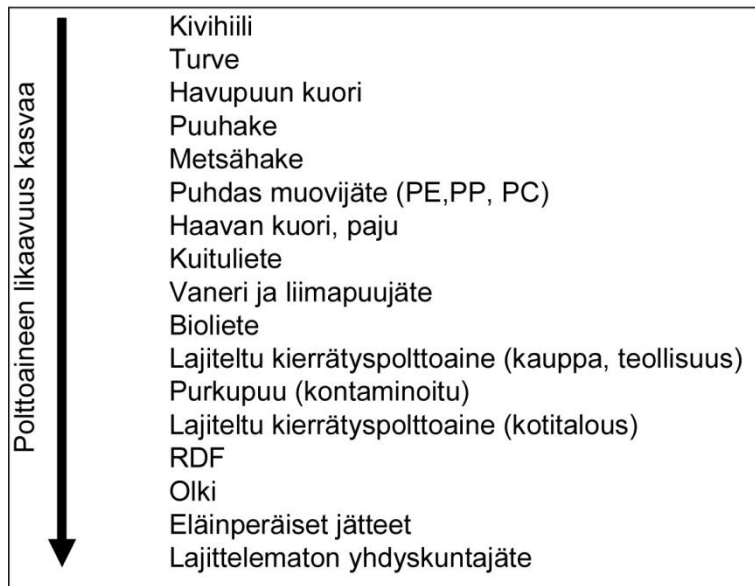 Polttoaineen likaavuus kasvaa
Kivihiili
Turve
Havupuun kuori
Puuhake
Metsähake
Puhdas muovijäte (PE,PP, PC)
Haavan kuori, paju
Kuituliete
Vaneri ja liimapuujäte
Bioliete
Lajiteltu kierrätyspolttoaine (kauppa, teollisuus)
Purkupuu (kontaminoitu)
Lajiteltu kierrätyspolttoaine (kotitalous)
RDF
Olki
Eläinperäiset jätteet
Lajittelematon yhdyskuntajäte